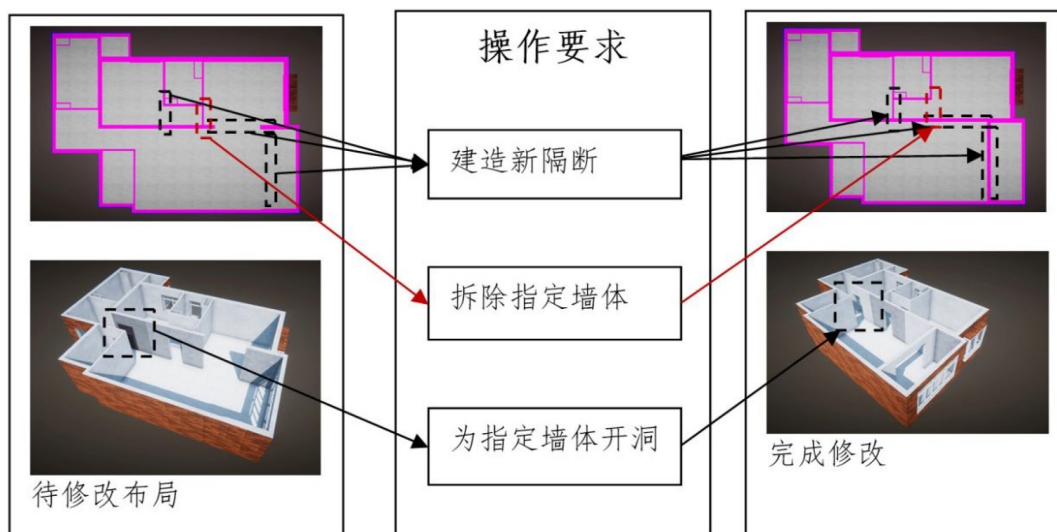 操作要求
建造新隔断
拆除指定墙体
为指定墙体开洞
待修改布局
完成修改